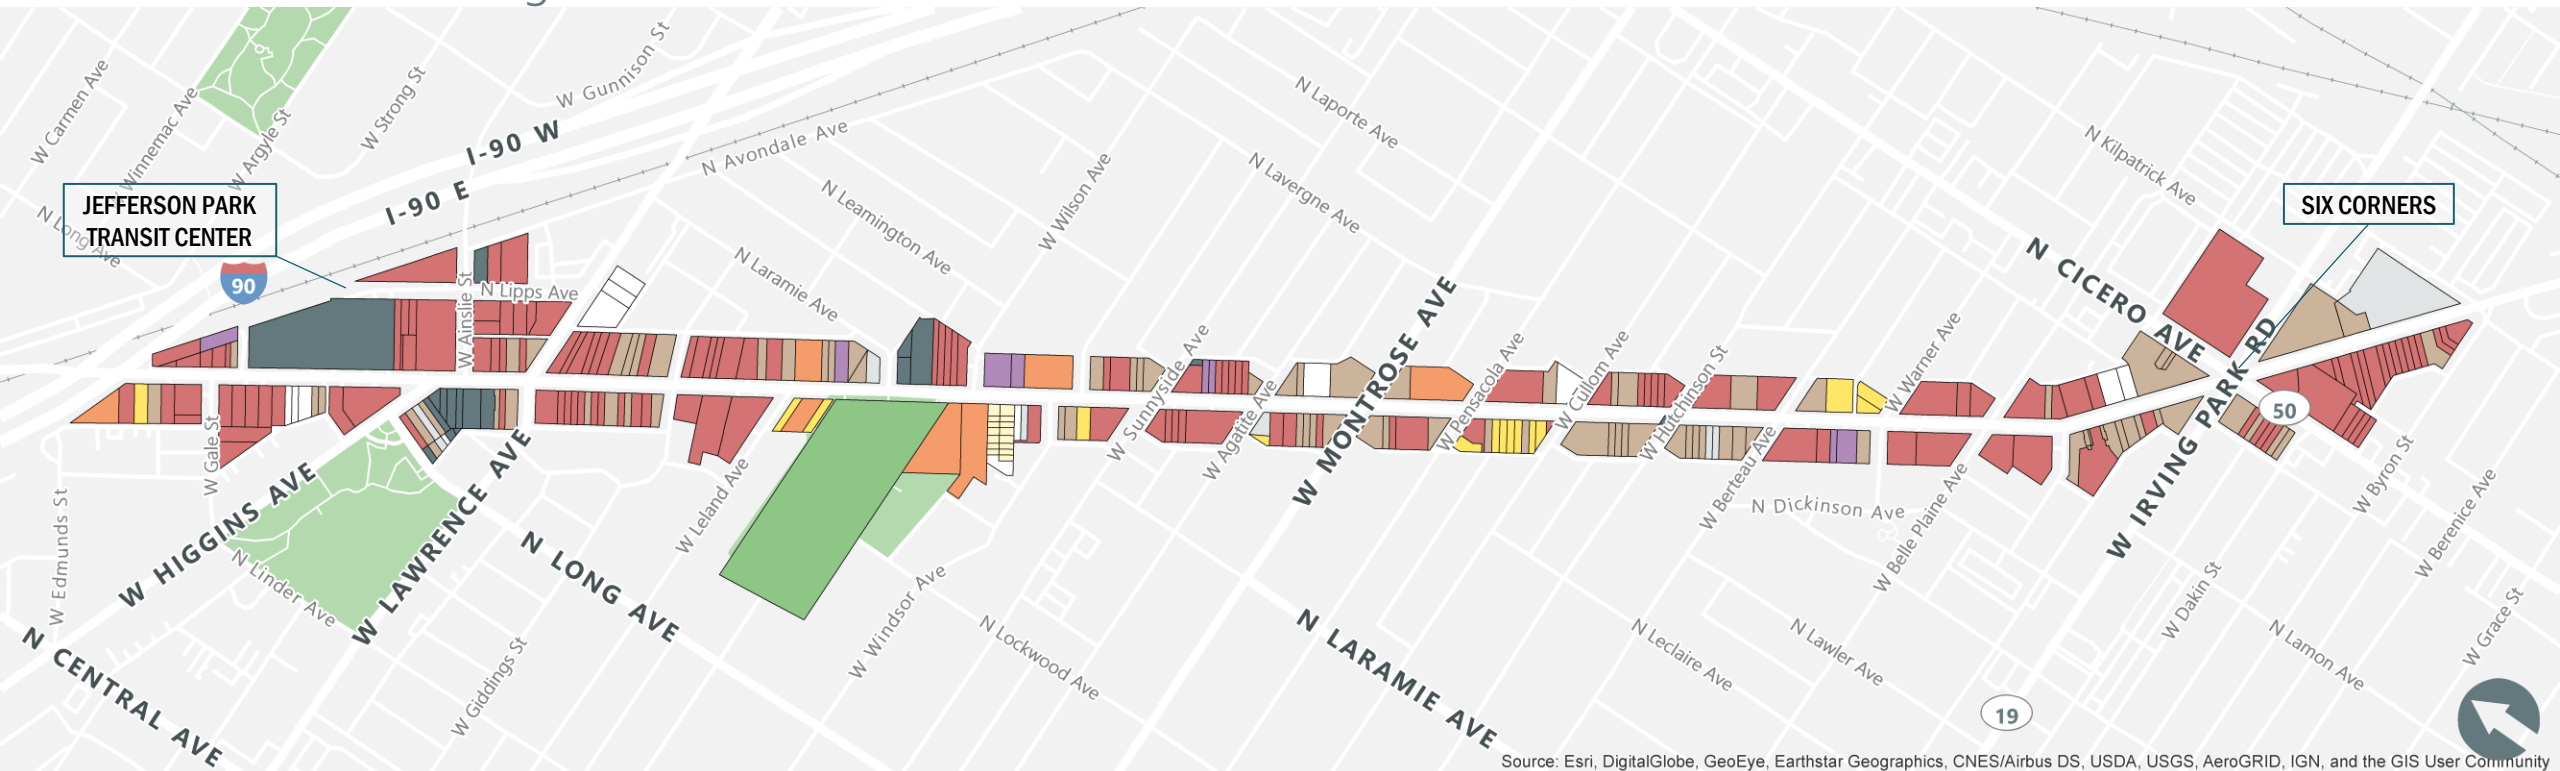 W Carmen Ave
W Winnemac Ave
W Argyle St
W Strong St
W Gunnison St
I-90 W
I-90 E
N Avondale Ave
N Long Ave
JEFFERSON PARK
TRANSIT CENTER
90
N Lipps Ave
W Ainslie St
N Leamington Ave
N Laramie Ave
W Wilson Ave
N Laporte Ave
N Lavergne Ave
N Kilpatrick Ave
SIX CORNERS
N CICERO AVE
W Sunnyside Ave
W Agatite Ave
W MONTROSE AVE
W Pensacola Ave
W Cullom Ave
W Hutchinson St
W Warner Ave
W Berteau Ave
N Dickinson Ave
W Belle Plaine Ave
W IRVING PARK RD
50
W Byron St
W Berenice Ave
W Grace St
W Dakin St
N Lamon Ave
W Gale St
W Edmunds St
W HIGGINS AVE
N Linder Ave
W LAWRENCE AVE
N CENTRAL AVE
W Giddings St
N LONG AVE
W Leland Ave
W Windsor Ave
N Lockwood Ave
N LARAMIE AVE
N Leclaire Ave
N Lawler Ave
19
Source: Esri, DigitalGlobe, GeoEye, Earthstar Geographics, CNES/Airbus DS, USDA, USGS, AeroGRID, IGN, and the GIS User Community